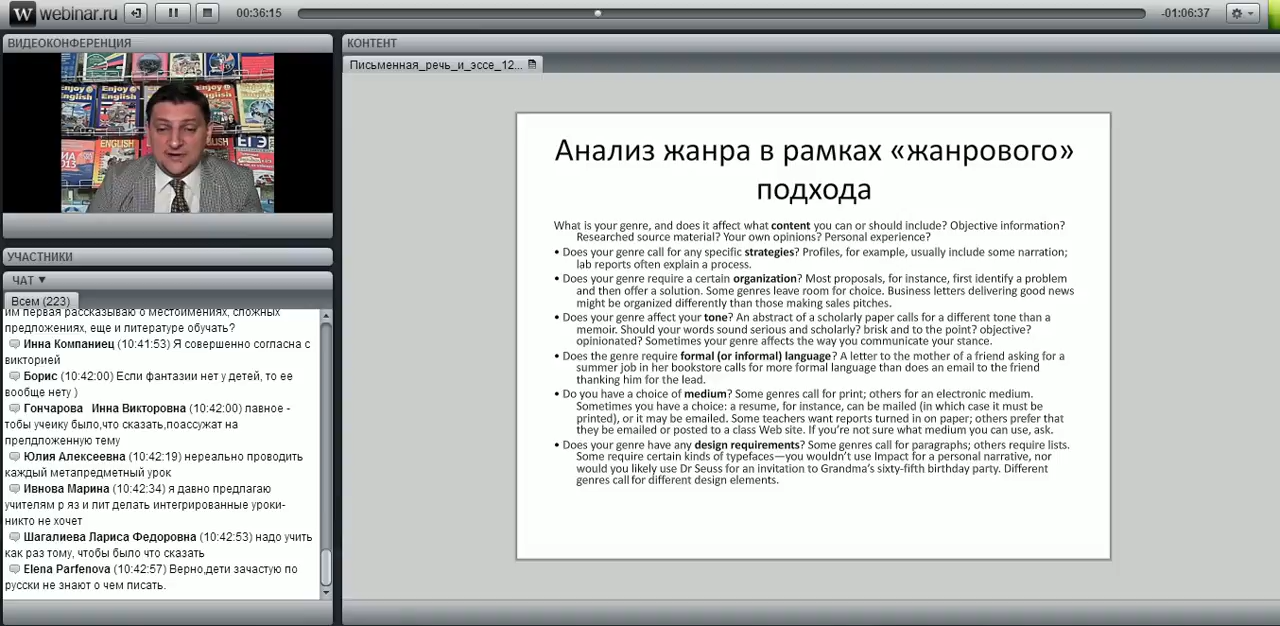 W webinar.ru
00:36:15
-01:06:37
ВИДЕОКОНФЕРЕНЦИЯ
Enjoy English
Enjoy English
ENGLISH
ENGLISH
ЕГЭ
2013
УЧАСТНИКИ
ЧАТ ▼
Всем (223)
им первая рассказываю о местоимениях, сложных
предложениях, еще и литературе обучать?
Инна Компаниец (10:41:53) Я совершенно согласна с
викторией
Борис (10:42:00) Если фантазии нет у детей, то ее
вообще нету )
Гончарова Инна Викторовна (10:42:00) лавное -
тобы учеику было,что сказать,поассужат на
препдложенную тему
Юлия Алексеевна (10:42:19) нереально проводить
каждый метапредметный урок
Ивнова Марина (10:42:34) я давно предлагаю
учителям р яз и лит делать интегрированные уроки-
никто не хочет
Шагалиева Лариса Федоровна (10:42:53) надо учить
как раз тому, чтобы было что сказать
Elena Parfenova (10:42:57) Верно,дети зачастую по
русски не знают о чем писать.
КОНТЕНТ
Письменная_речь_и_эссе_12...
Анализ жанра в рамках «жанрового»
подхода
What is your genre, and does it affect what content you can or should include? Objective information?
Researched source material? Your own opinions? Personal experience?
• Does your genre call for any specific strategies? Profiles, for example, usually include some narration;
lab reports often explain a process.
• Does your genre require a certain organization? Most proposals, for instance, first identify a problem
and then offer a solution. Some genres leave room for choice. Business letters delivering good news
might be organized differently than those making sales pitches.
• Does your genre affect your tone? An abstract of a scholarly paper calls for a different tone than a
memoir. Should your words sound serious and scholarly? brisk and to the point? objective?
opinionated? Sometimes your genre affects the way you communicate your stance.
• Does the genre require formal (or informal) language? A letter to the mother of a friend asking for a
summer job in her bookstore calls for more formal language than does an email to the friend
thanking him for the lead.
• Do you have a choice of medium? Some genres call for print; others for an electronic medium.
Sometimes you have a choice: a resume, for instance, can be mailed (in which case it must be
printed), or it may be emailed. Some teachers want reports turned in on paper; others prefer that
they be emailed or posted to a class Web site. If you’re not sure what medium you can use, ask.
• Does your genre have any design requirements? Some genres call for paragraphs; others require lists.
Some require certain kinds of typefaces—you wouldn’t use Impact for a personal narrative, nor
would you likely use Dr Seuss for an invitation to Grandma’s sixty-fifth birthday party. Different
genres call for different design elements.